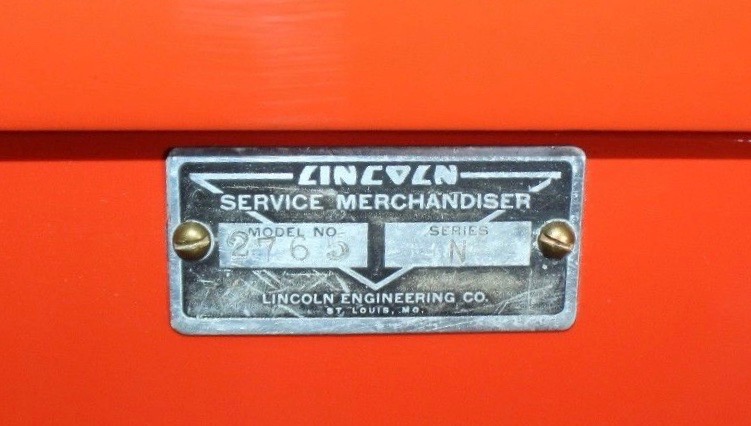 LINCOLN
SERVICE MERCHANDISER
MODEL NO SERIES
2765 N
LINCOLN ENGINEERING CO.
ST. LOUIS, MO.